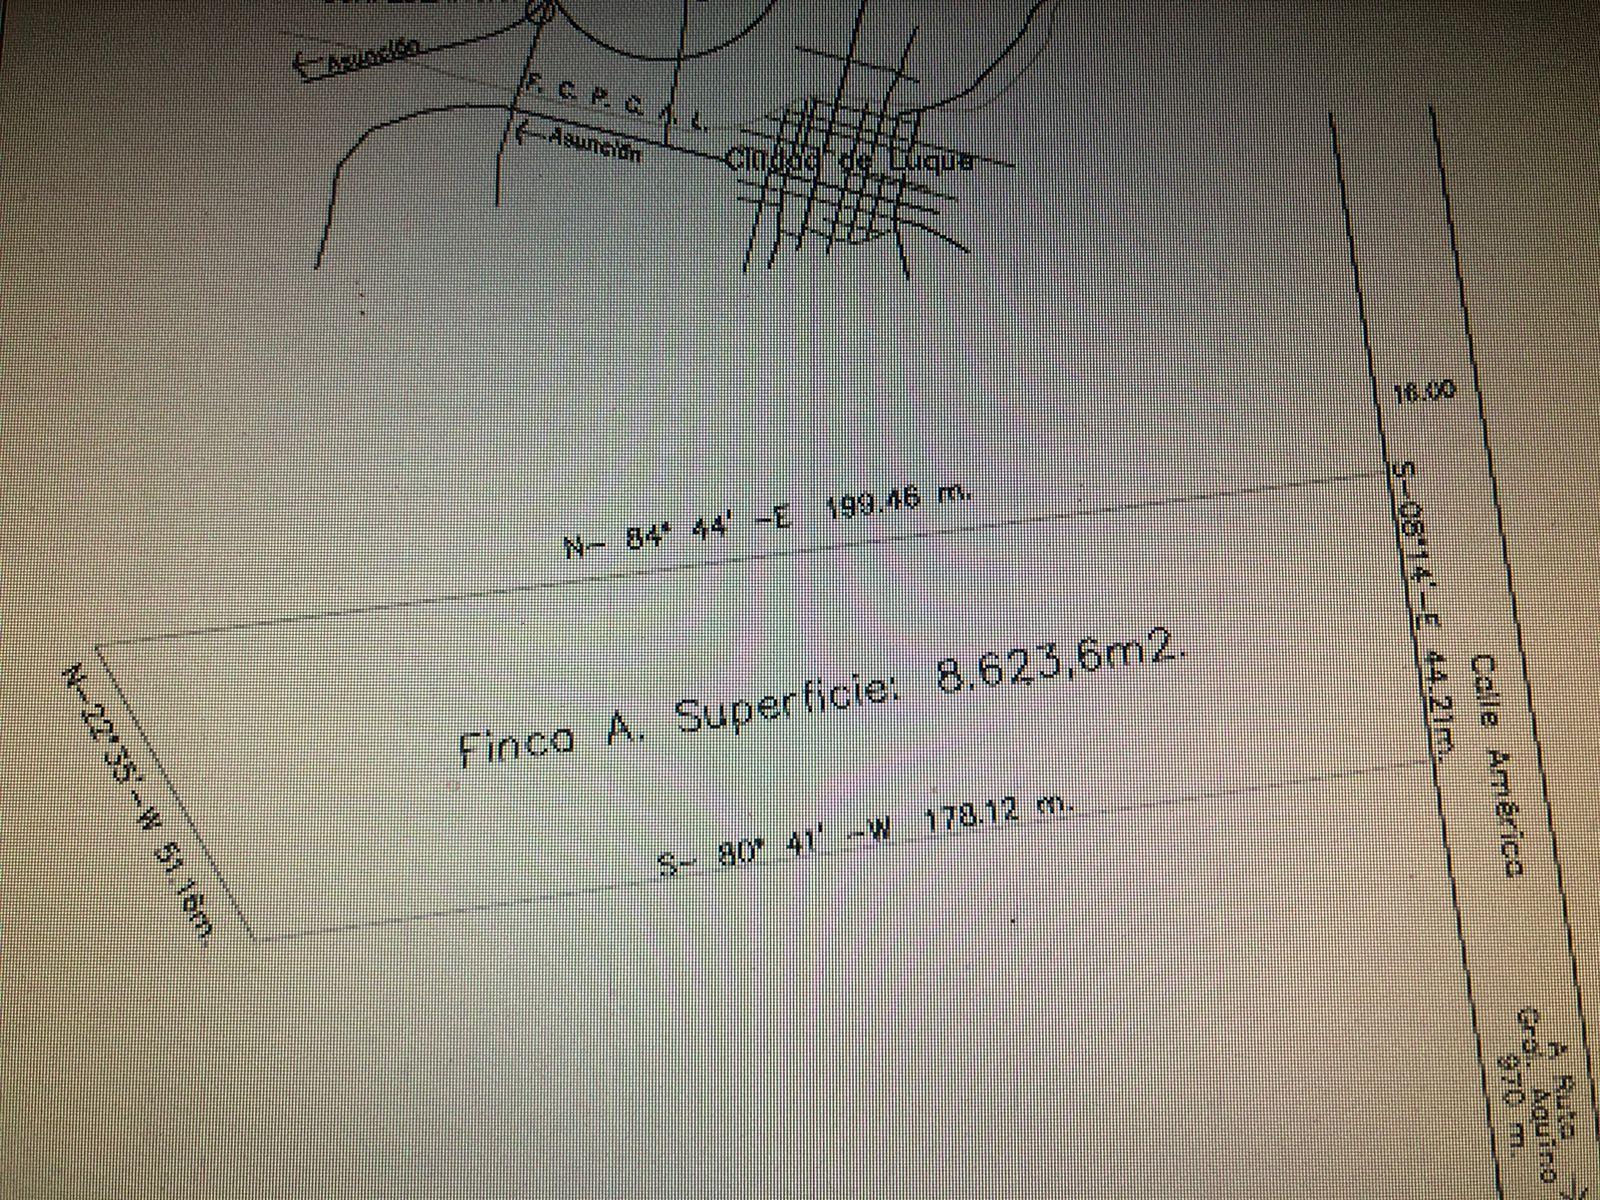 Asunción
F. C. P. C. A. L.
Asunción
Ciudad de Luque
16.00
N- 84° 44' -E 199.46 m.
S-08°14'-E 44.21m.
Finca A. Superficie: 8.623,6m2.
Calle América
N-22°35'-W 51.16m.
S- 80° 41' -W 178.12 m.
A Ruta
Gral. Aquino
970 m.